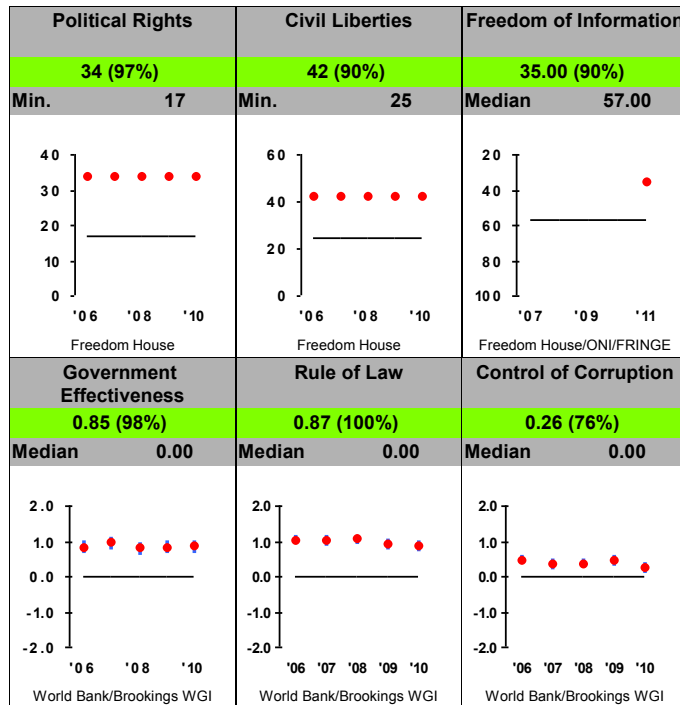 Political Rights
34 (97%)
Min. 17
40
30
20
10
0
'06 '08 '10
Freedom House
Civil Liberties
42 (90%)
Min. 25
60
40
20
0
'06 '08 '10
Freedom House
Freedom of Information
35.00 (90%)
Median 57.00
20
40
60
80
100
'07 '09 '11
Freedom House/ONI/FRINGE
Government
Effectiveness
0.85 (98%)
Median 0.00
2.0
1.0
0.0
-1.0
-2.0
'06 '08 '10
World Bank/Brookings WGI
Rule of Law
0.87 (100%)
Median 0.00
2.0
1.0
0.0
-1.0
-2.0
'06 '07 '08 '09 '10
World Bank/Brookings WGI
Control of Corruption
0.26 (76%)
Median 0.00
2.0
1.0
0.0
-1.0
-2.0
'06 '07 '08 '09 '10
World Bank/Brookings WGI